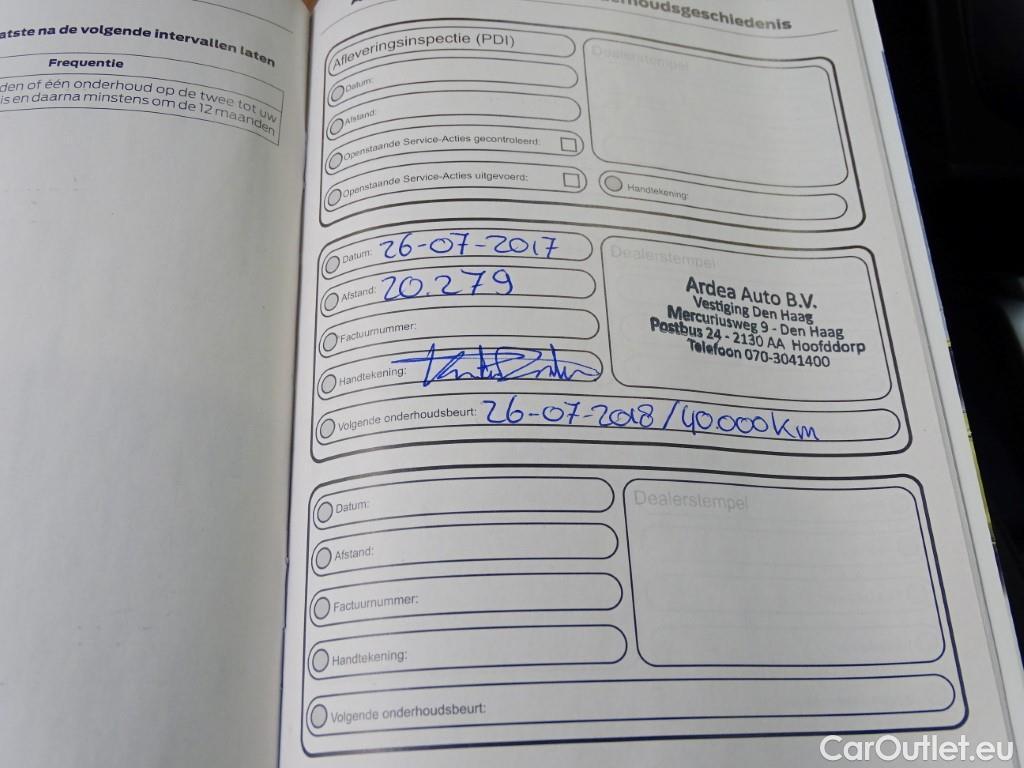 atste na de volgende intervallen laten
Frequentie
den of één onderhoud op de twee tot uw
is en daarna minstens om de 12 maanden
rhoudsgeschiedenis
Afleveringsinspectie (PDI)
Datum:
Afstand:
Openstaande Service-Acties gecontroleerd:
Openstaande Service-Acties uitgevoerd:
Dealerstempel
Handtekening:
Datum: 26-07-2017
Afstand: 20.279
Factuurnummer:
Handtekening:
Volgende onderhoudsbeurt: 26-07-2018/40.000km
Dealerstempel
Ardea Auto B.V.
Vestiging Den Haag
Mercuriusweg 9 - Den Haag
Postbus 24 - 2130 AA Hoofddorp
Telefoon 070-3041400
Datum:
Afstand:
Factuurnummer:
Handtekening:
Volgende onderhoudsbeurt:
Dealerstempel
CarOutlet.eu